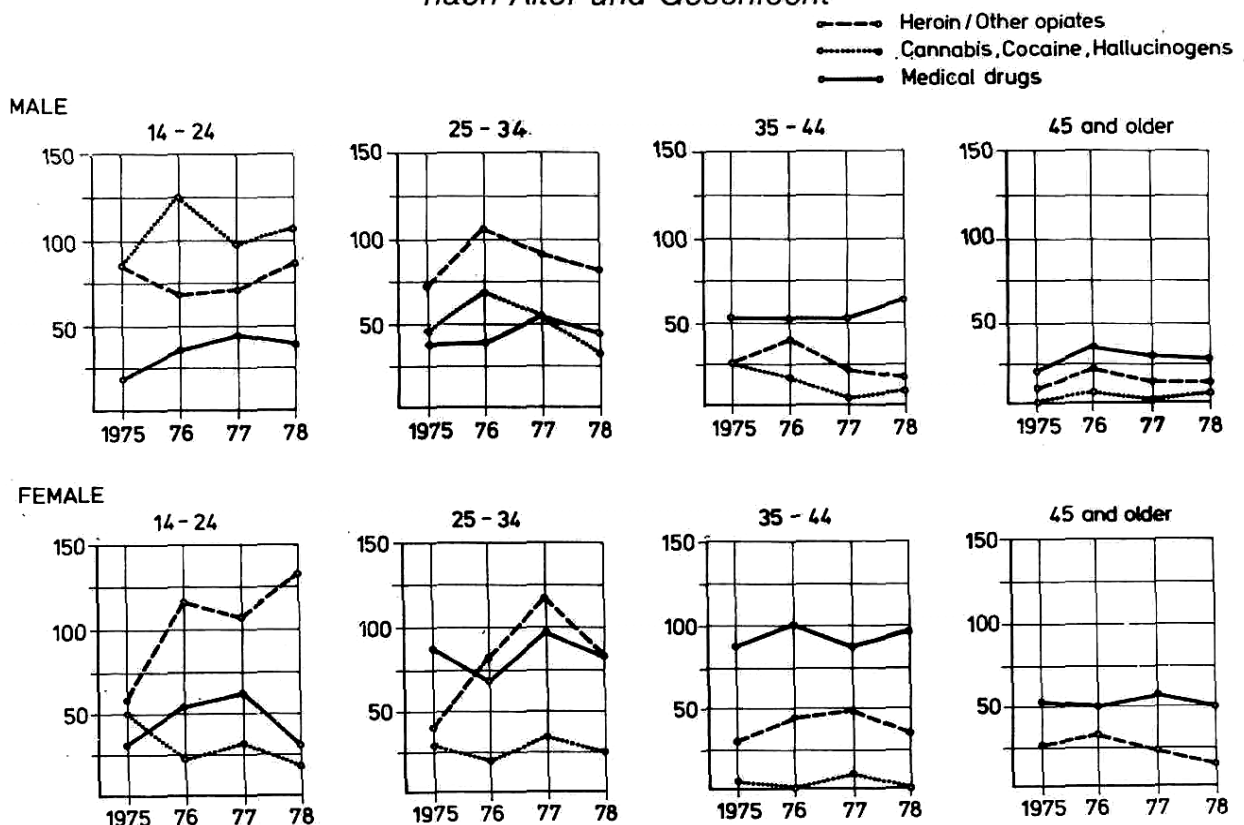 nach Alter und Geschlecht
Heroin / Other opiates
Cannabis, Cocaine, Hallucinogens
Medical drugs
MALE
14 - 24
25 - 34
35 - 44
45 and older
150
150
150
150
100
100
100
100
50
50
50
50
1975 76 77 78
1975 76 77 78
1975 76 77 78
1975 76 77 78
FEMALE
14 - 24
25 - 34
35 - 44
45 and older
150
150
150
150
100
100
100
100
50
50
50
50
1975 76 77 78
1975 76 77 78
1975 76 77 78
1975 76 77 78